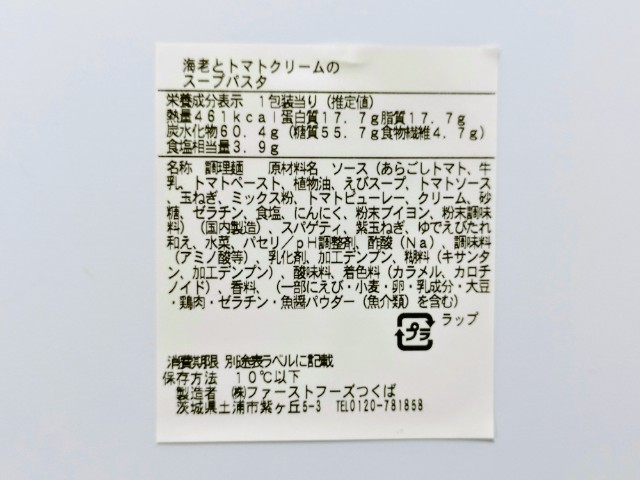 海老とトマトクリームの
スープパスタ
栄養成分表示 1包装当り (推定値)
熱量461kcal蛋白質17.7g脂質17.7g
炭水化物60.4g(糖質55.7g食物繊維4.7g)
食塩相当量3.9g
名称 調理麺 原材料名 ソース(あらごしトマト、牛
乳、トマトペースト、植物油、えびスープ、トマトソース
、玉ねぎ、ミックス粉、トマトピューレー、クリーム、砂
糖、ゼラチン、食塩、にんにく、粉末ブイヨン、粉末調味
料)(国内製造)、スパゲティ、紫玉ねぎ、ゆでえびたれ
和え、水菜、パセリ/pH調整剤、酢酸(Na)、調味料
(アミノ酸等)、乳化剤、加工デンプン、糊料(キサンタ
ン、加工デンプン)、酸味料、着色料(カラメル、カロチ
ノイド)、香料、(一部にえび・小麦・卵・乳成分・大豆
・鶏肉・ゼラチン・魚醤パウダー(魚介類)を含む)
プラ ラップ
消費期限 別途表ラベルに記載
保存方法 10℃以下
製造者 (株)ファーストフーズつくば
茨城県土浦市紫ヶ丘5-3 TEL0120-781858